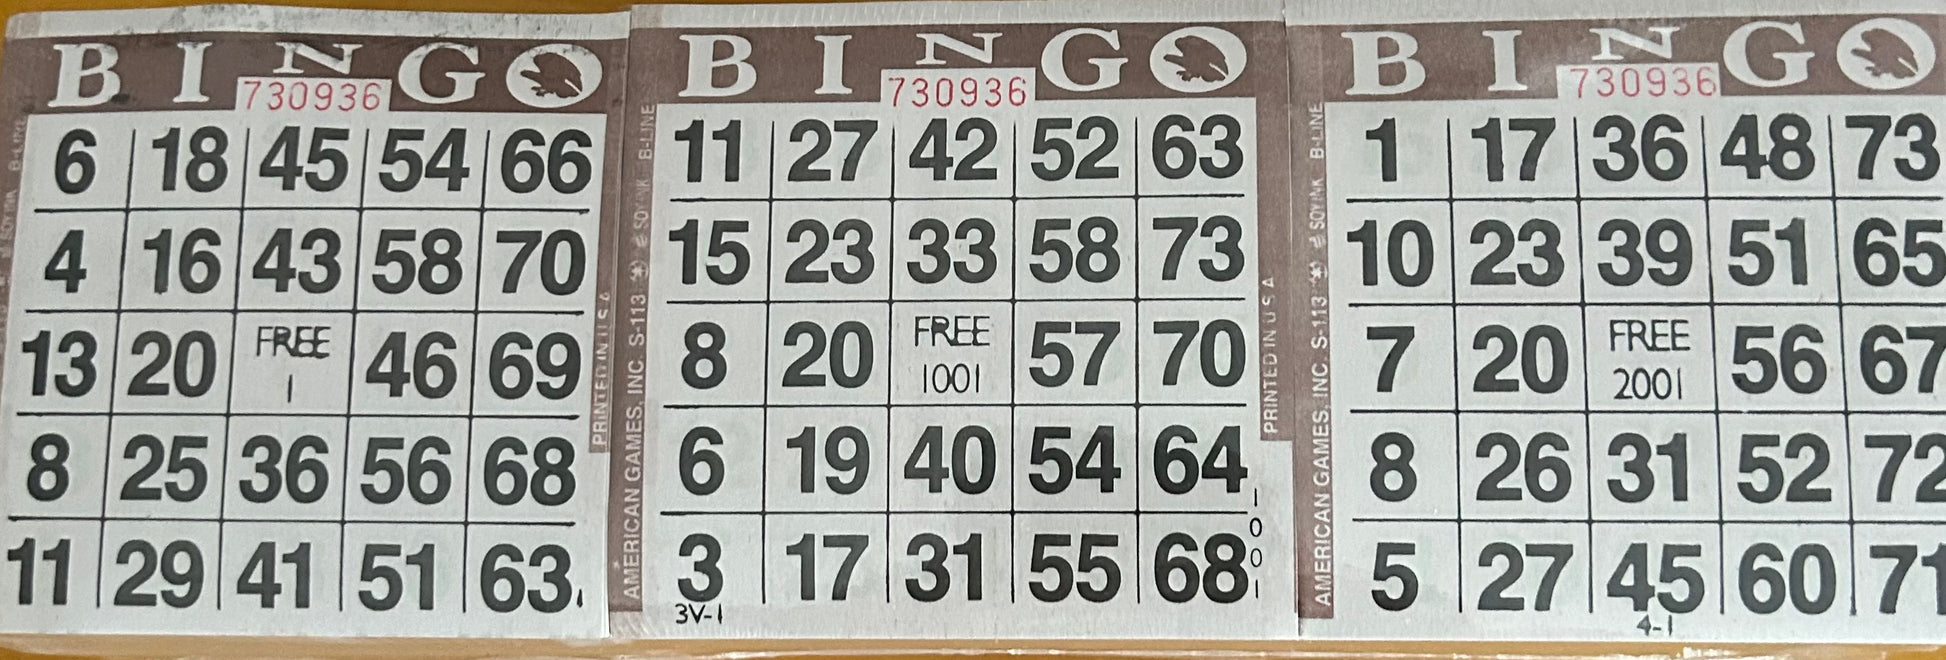 B I N G O
730936
6 18 45 54 66
4 16 43 58 70
13 20 FREE 1 46 69
8 25 36 56 68
11 29 41 51 63
1
PRINTED IN U S A
B I N G O
730936
11 27 42 52 63
15 23 33 58 73
8 20 FREE 1001 57 70
6 19 40 54 64
3 17 31 55 68
3V-1
1001
AMERICAN GAMES, INC. S-113 SOY INK B-LINE
PRINTED IN U S A
B I N G O
730936
1 17 36 48 73
10 23 39 51 65
7 20 FREE 2001 56 67
8 26 31 52 72
5 27 45 60 71
4-1
AMERICAN GAMES, INC. S-113 SOY INK B-LINE